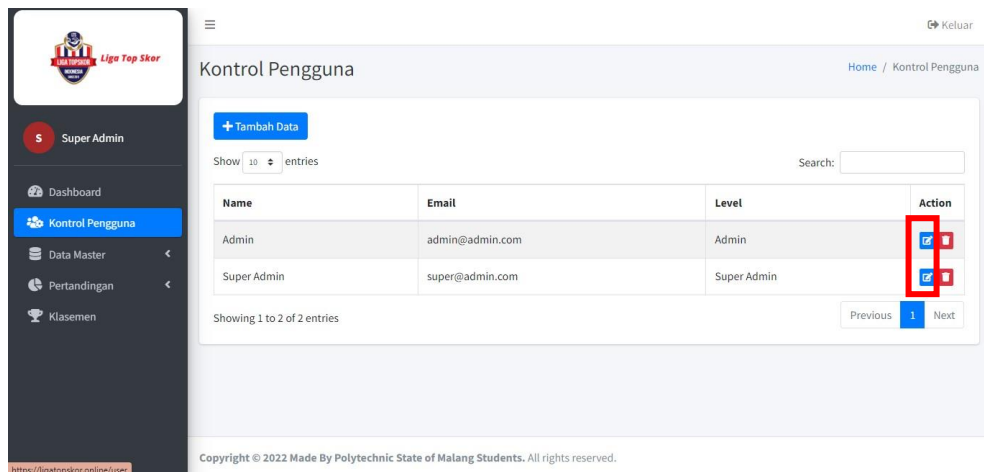 LIGA TOPSKOR
INDONESIA
Liga Top Skor
Keluar
Kontrol Pengguna
Home / Kontrol Pengguna
S Super Admin
Tambah Data
Show 10 entries
Search:
Dashboard
Kontrol Pengguna
Data Master
Pertandingan
Klasemen
Name Email Level Action
Admin admin@admin.com Admin
Super Admin super@admin.com Super Admin
Showing 1 to 2 of 2 entries
Previous 1 Next
Copyright © 2022 Made By Polytechnic State of Malang Students. All rights reserved.
https://ligatopskor.online/user